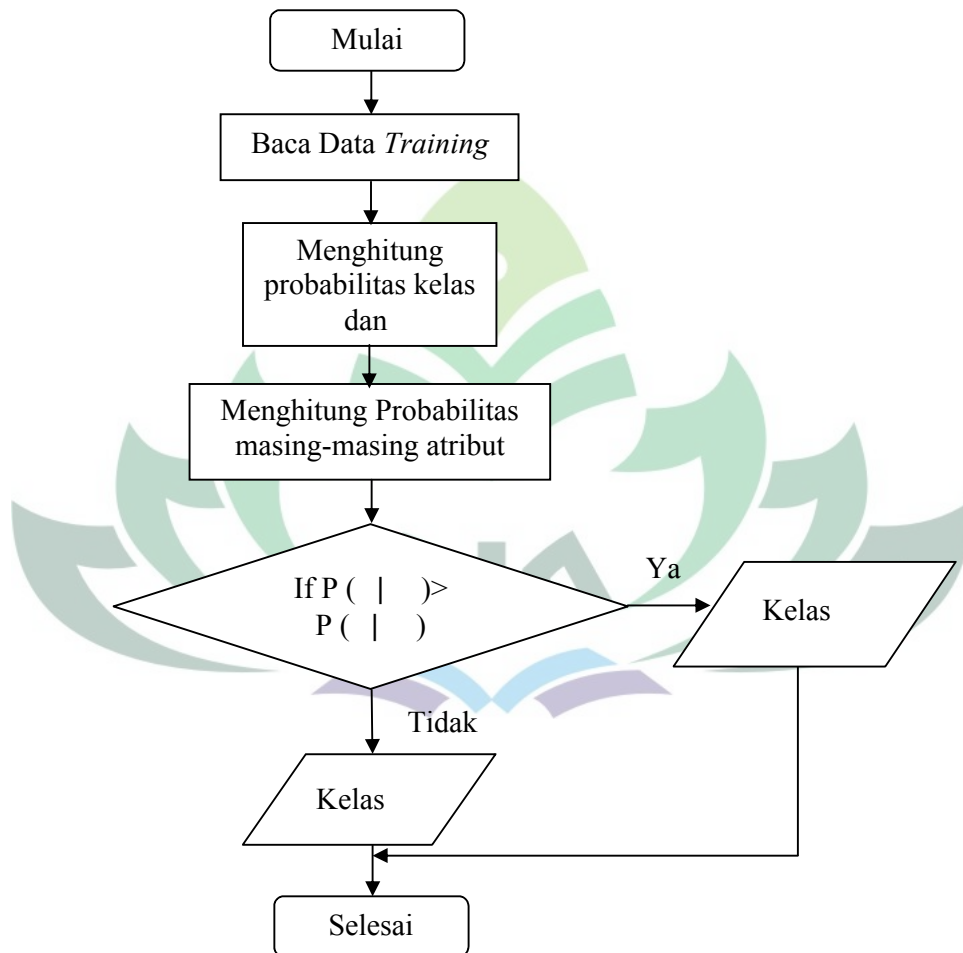 Mulai
Baca Data Training
Menghitung
probabilitas kelas
dan
Menghitung Probabilitas
masing-masing atribut
If P ( | )>
P ( | )
Ya
Kelas
Tidak
Kelas
Selesai